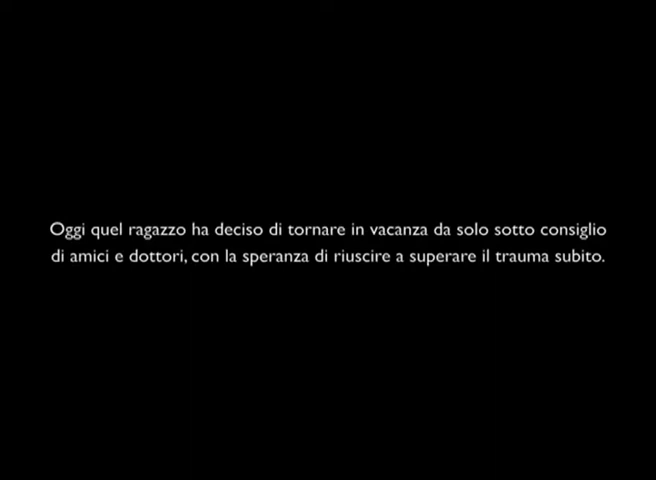 Oggi quel ragazzo ha deciso di tornare in vacanza da solo sotto consiglio
di amici e dottori, con la speranza di riuscire a superare il trauma subito.